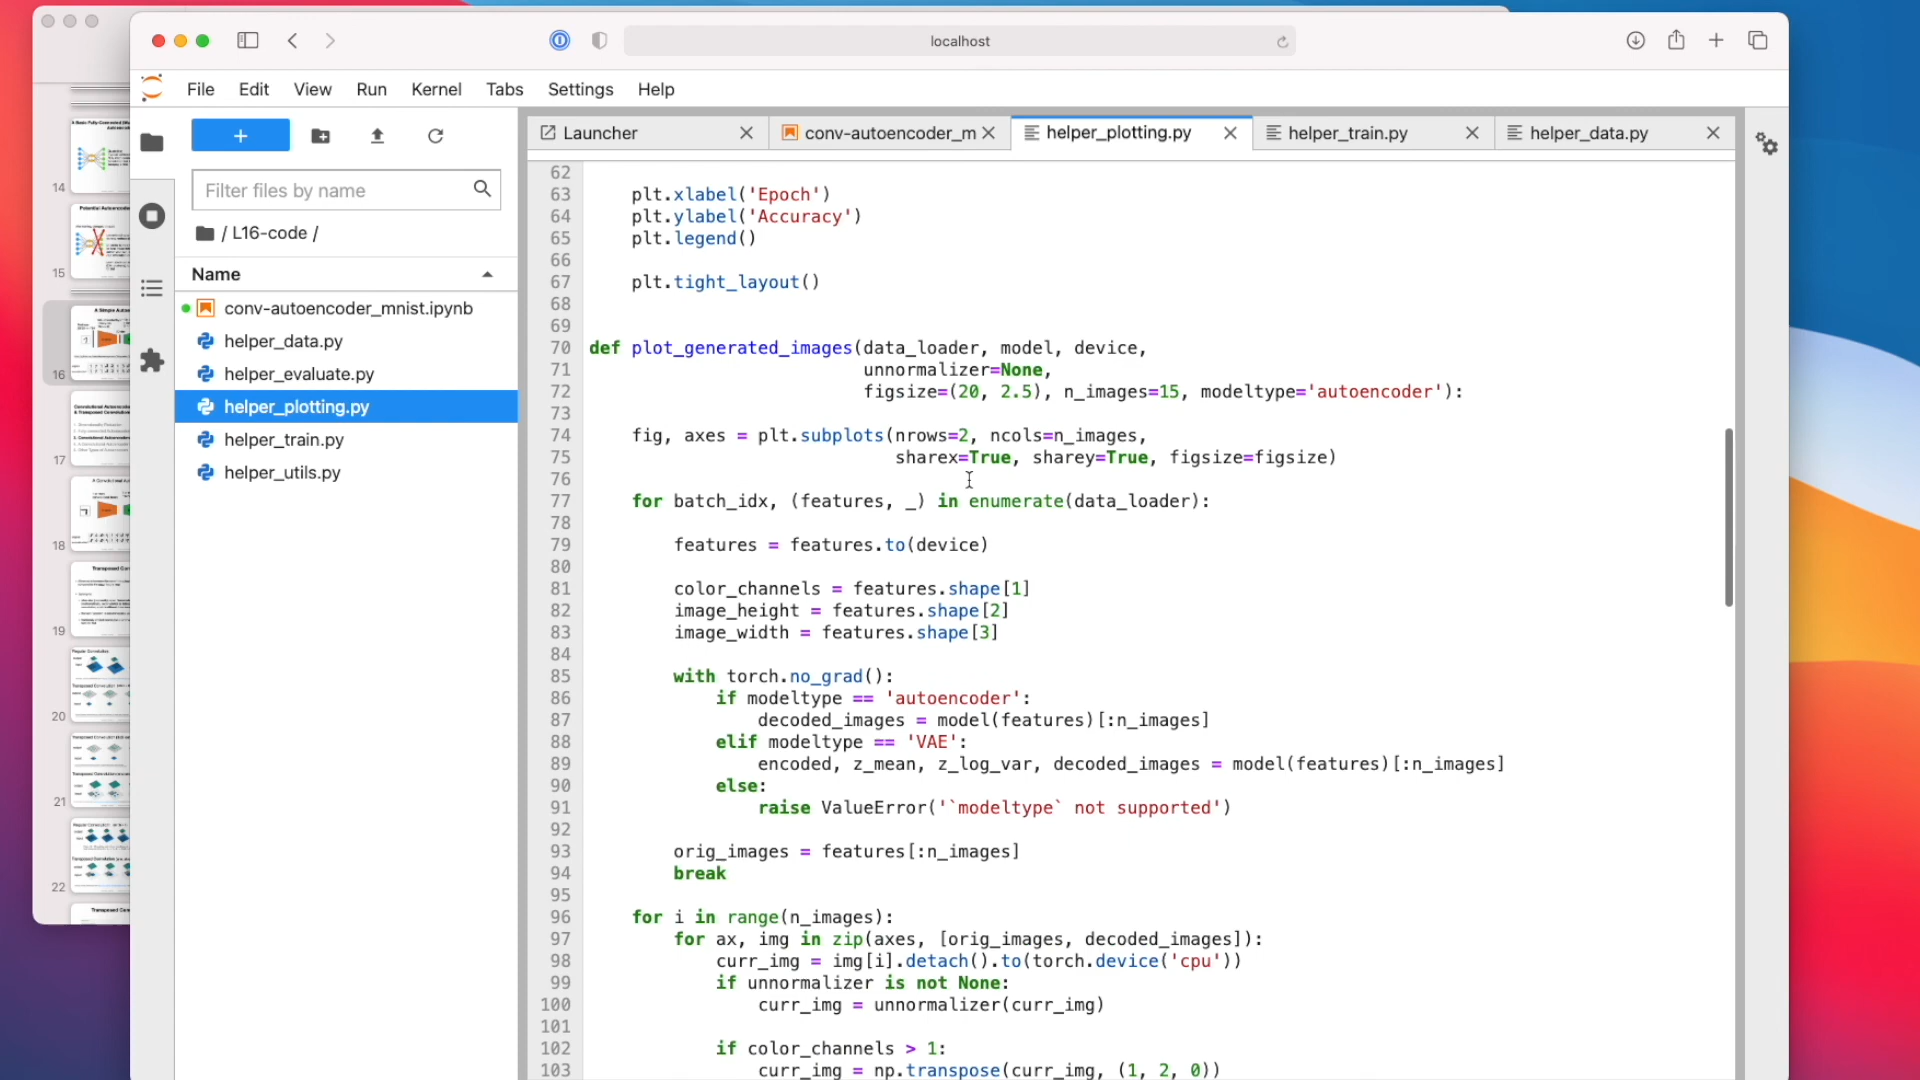 localhost
File Edit View Run Kernel Tabs Settings Help
+
Launcher
conv-autoencoder_m
helper_plotting.py
helper_train.py
helper_data.py
Filter files by name
/ L16-code /
Name
conv-autoencoder_mnist.ipynb
helper_data.py
helper_evaluate.py
helper_plotting.py
helper_train.py
helper_utils.py
14
15
16
17
18
19
20
21
22
62
63 plt.xlabel('Epoch')
64 plt.ylabel('Accuracy')
65 plt.legend()
66
67 plt.tight_layout()
68
69
70 def plot_generated_images(data_loader, model, device,
71 unnormalizer=None,
72 figsize=(20, 2.5), n_images=15, modeltype='autoencoder'):
73
74 fig, axes = plt.subplots(nrows=2, ncols=n_images,
75 sharex=True, sharey=True, figsize=figsize)
76
77 for batch_idx, (features, _) in enumerate(data_loader):
78
79 features = features.to(device)
80
81 color_channels = features.shape[1]
82 image_height = features.shape[2]
83 image_width = features.shape[3]
84
85 with torch.no_grad():
86 if modeltype == 'autoencoder':
87 decoded_images = model(features)[:n_images]
88 elif modeltype == 'VAE':
89 encoded, z_mean, z_log_var, decoded_images = model(features)[:n_images]
90 else:
91 raise ValueError('`modeltype` not supported')
92
93 orig_images = features[:n_images]
94 break
95
96 for i in range(n_images):
97 for ax, img in zip(axes, [orig_images, decoded_images]):
98 curr_img = img[i].detach().to(torch.device('cpu'))
99 if unnormalizer is not None:
100 curr_img = unnormalizer(curr_img)
101
102 if color_channels > 1:
103 curr_img = np.transpose(curr_img, (1, 2, 0))